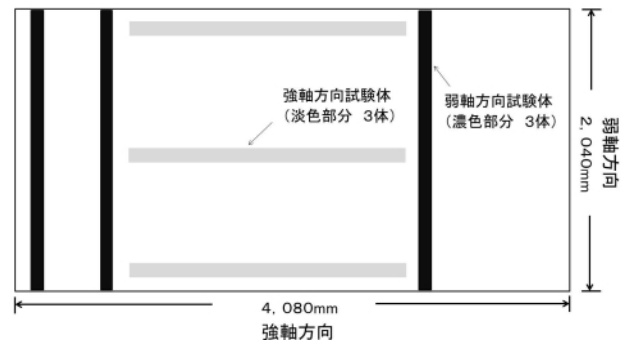 強軸方向試験体
（淡色部分 3体）
弱軸方向試験体
（濃色部分 3体）
弱軸方向
2，040mm
4，080mm
強軸方向